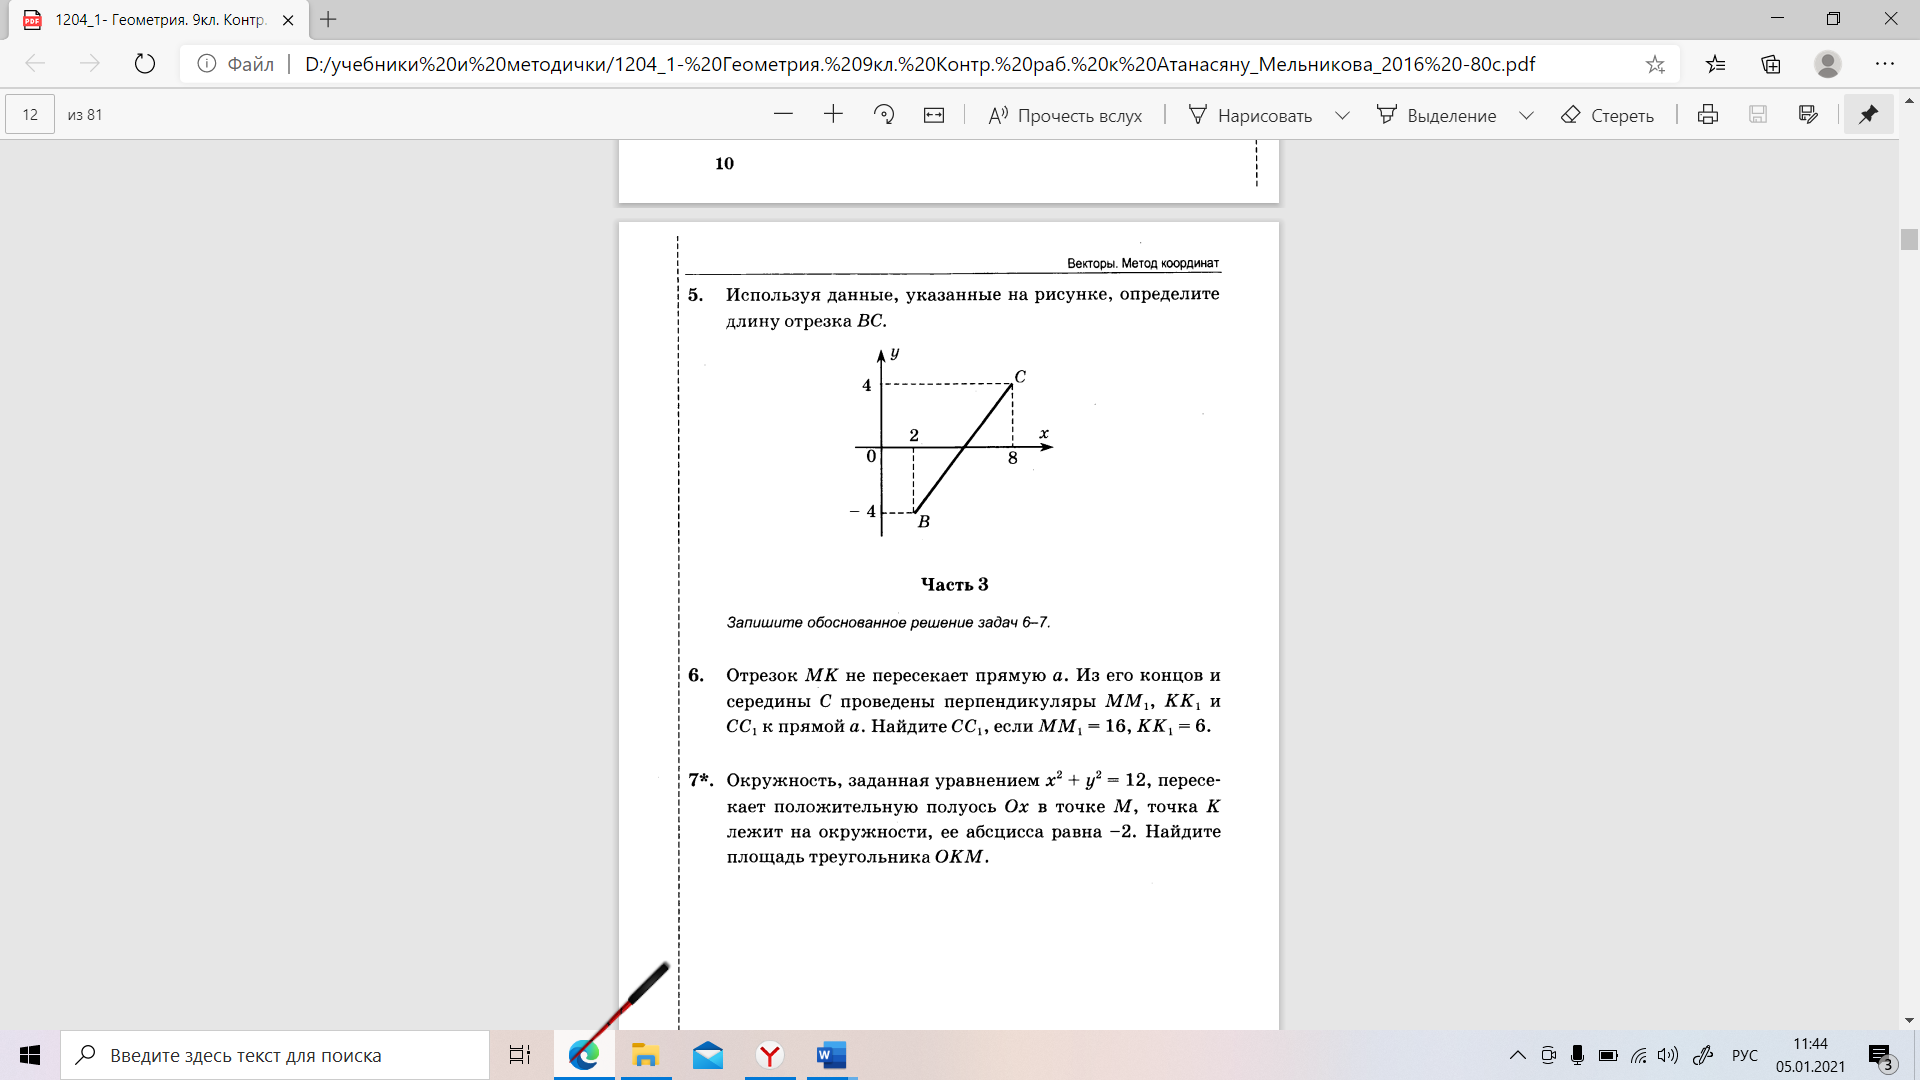 1204_1- Геометрия. 9кл. Контр.
Файл
D:/учебники%20и%20методички/1204_1-%20Геометрия.%209кл.%20Контр.%20раб.%20к%20Атанасяну_Мельникова_2016%20-80с.pdf
12 из 81
Прочесть вслух
Нарисовать
Выделение
Стереть
10
Векторы. Метод координат
5. Используя данные, указанные на рисунке, определите
длину отрезка BC.
y
4
C
2
x
0
8
– 4
B
Часть 3
Запишите обоснованное решение задач 6–7.
6. Отрезок MK не пересекает прямую a. Из его концов и
середины C проведены перпендикуляры MM₁, KK₁ и
CC₁ к прямой a. Найдите CC₁, если MM₁ = 16, KK₁ = 6.
7*. Окружность, заданная уравнением x² + y² = 12, пересе-
кает положительную полуось Ox в точке M, точка K
лежит на окружности, ее абсцисса равна –2. Найдите
площадь треугольника OKM.
Введите здесь текст для поиска
РУС
11:44
05.01.2021
3